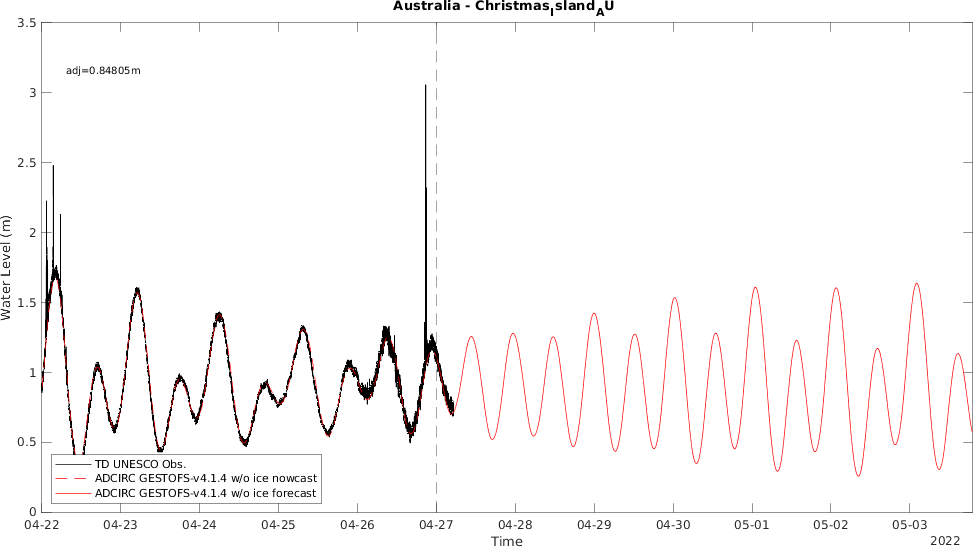 Australia - Christmas_Island_AU
adj=0.84805m
3.5
3
2.5
2
1.5
1
0.5
0
Water Level (m)
TD UNESCO Obs.
ADCIRC GESTOFS-v4.1.4 w/o ice nowcast
ADCIRC GESTOFS-v4.1.4 w/o ice forecast
04-22 04-23 04-24 04-25 04-26 04-27 04-28 04-29 04-30 05-01 05-02 05-03
Time
2022